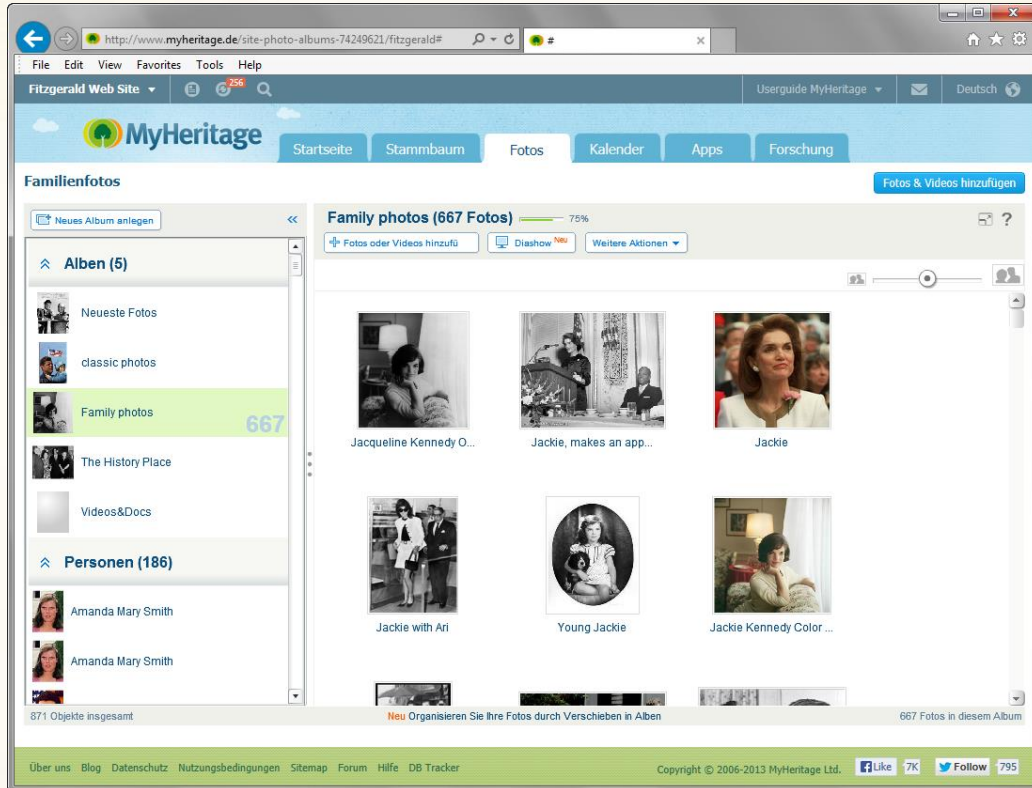 http://www.myheritage.de/site-photo-albums-74249621/fitzgerald#
#
File Edit View Favorites Tools Help
Fitzgerald Web Site 256 Userguide MyHeritage Deutsch
MyHeritage
Startseite Stammbaum Fotos Kalender Apps Forschung
Familienfotos Fotos & Videos hinzufügen
Neues Album anlegen
Alben (5)
Neueste Fotos
classic photos
Family photos
667
The History Place
Videos&Docs
Personen (186)
Amanda Mary Smith
Amanda Mary Smith
Family photos (667 Fotos) 75% ?
Fotos oder Videos hinzufü Diashow Neu Weitere Aktionen
Jacqueline Kennedy O... Jackie, makes an app... Jackie
Jackie with Ari Young Jackie Jackie Kennedy Color ...
871 Objekte insgesamt Neu Organisieren Sie Ihre Fotos durch Verschieben in Alben 667 Fotos in diesem Album
Über uns Blog Datenschutz Nutzungsbedingungen Sitemap Forum Hilfe DB Tracker Copyright © 2006-2013 MyHeritage Ltd. Like 7K Follow 795